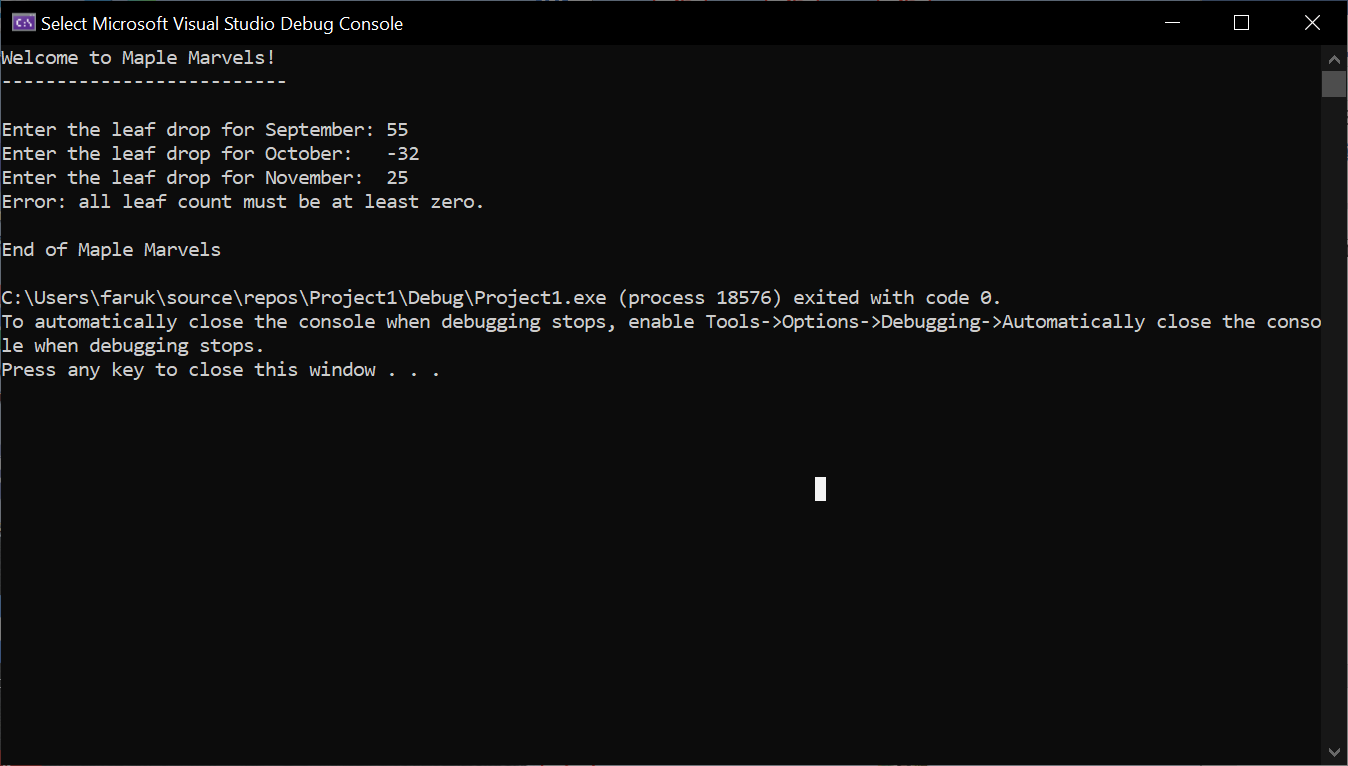 Select Microsoft Visual Studio Debug Console
Welcome to Maple Marvels!
--------------------------
Enter the leaf drop for September: 55
Enter the leaf drop for October:   -32
Enter the leaf drop for November:  25
Error: all leaf count must be at least zero.
End of Maple Marvels
C:\Users\faruk\source\repos\Project1\Debug\Project1.exe (process 18576) exited with code 0.
To automatically close the console when debugging stops, enable Tools->Options->Debugging->Automatically close the conso
le when debugging stops.
Press any key to close this window . . .